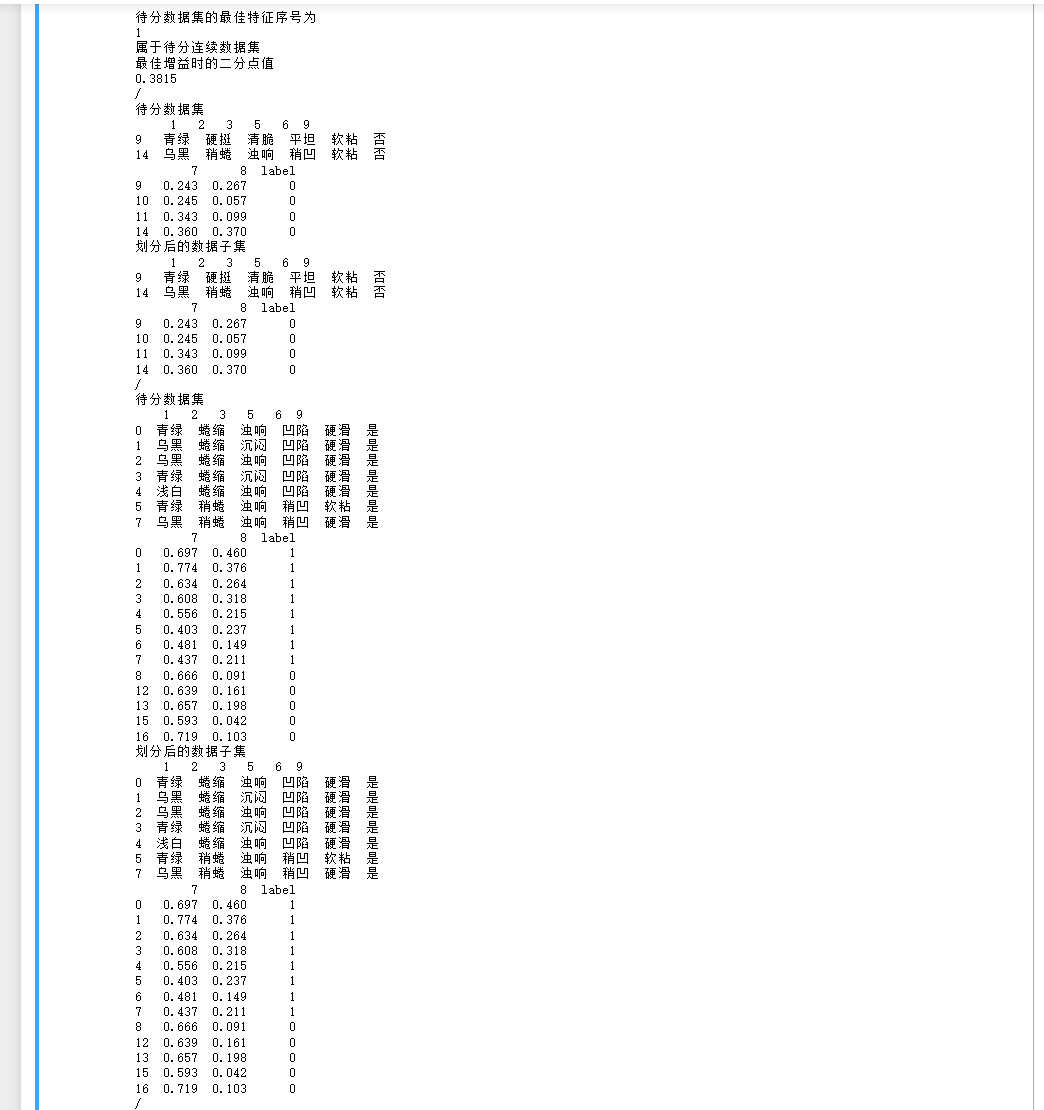 待分数据集的最佳特征序号为
1
属于待分连续数据集
最佳增益时的二分点值
0.3815
/
待分数据集
1 2 3 5 6 9
9 青绿 硬挺 清脆 平坦 软粘 否
14 乌黑 稍蜷 浊响 稍凹 软粘 否
7 8 label
9 0.243 0.267 0
10 0.245 0.057 0
11 0.343 0.099 0
14 0.360 0.370 0
划分后的数据子集
1 2 3 5 6 9
9 青绿 硬挺 清脆 平坦 软粘 否
14 乌黑 稍蜷 浊响 稍凹 软粘 否
7 8 label
9 0.243 0.267 0
10 0.245 0.057 0
11 0.343 0.099 0
14 0.360 0.370 0
/
待分数据集
1 2 3 5 6 9
0 青绿 蜷缩 浊响 凹陷 硬滑 是
1 乌黑 蜷缩 沉闷 凹陷 硬滑 是
2 乌黑 蜷缩 浊响 凹陷 硬滑 是
3 青绿 蜷缩 沉闷 凹陷 硬滑 是
4 浅白 蜷缩 浊响 凹陷 硬滑 是
5 青绿 稍蜷 浊响 稍凹 软粘 是
7 乌黑 稍蜷 浊响 稍凹 硬滑 是
7 8 label
0 0.697 0.460 1
1 0.774 0.376 1
2 0.634 0.264 1
3 0.608 0.318 1
4 0.556 0.215 1
5 0.403 0.237 1
6 0.481 0.149 1
7 0.437 0.211 1
8 0.666 0.091 0
12 0.639 0.161 0
13 0.657 0.198 0
15 0.593 0.042 0
16 0.719 0.103 0
划分后的数据子集
1 2 3 5 6 9
0 青绿 蜷缩 浊响 凹陷 硬滑 是
1 乌黑 蜷缩 沉闷 凹陷 硬滑 是
2 乌黑 蜷缩 浊响 凹陷 硬滑 是
3 青绿 蜷缩 沉闷 凹陷 硬滑 是
4 浅白 蜷缩 浊响 凹陷 硬滑 是
5 青绿 稍蜷 浊响 稍凹 软粘 是
7 乌黑 稍蜷 浊响 稍凹 硬滑 是
7 8 label
0 0.697 0.460 1
1 0.774 0.376 1
2 0.634 0.264 1
3 0.608 0.318 1
4 0.556 0.215 1
5 0.403 0.237 1
6 0.481 0.149 1
7 0.437 0.211 1
8 0.666 0.091 0
12 0.639 0.161 0
13 0.657 0.198 0
15 0.593 0.042 0
16 0.719 0.103 0
/